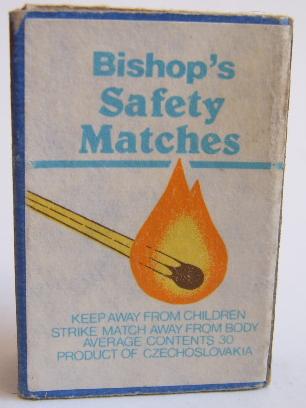 Bishop's
Safety
Matches
KEEP AWAY FROM CHILDREN
STRIKE MATCH AWAY FROM BODY
AVERAGE CONTENTS 30
PRODUCT OF CZECHOSLOVAKIA